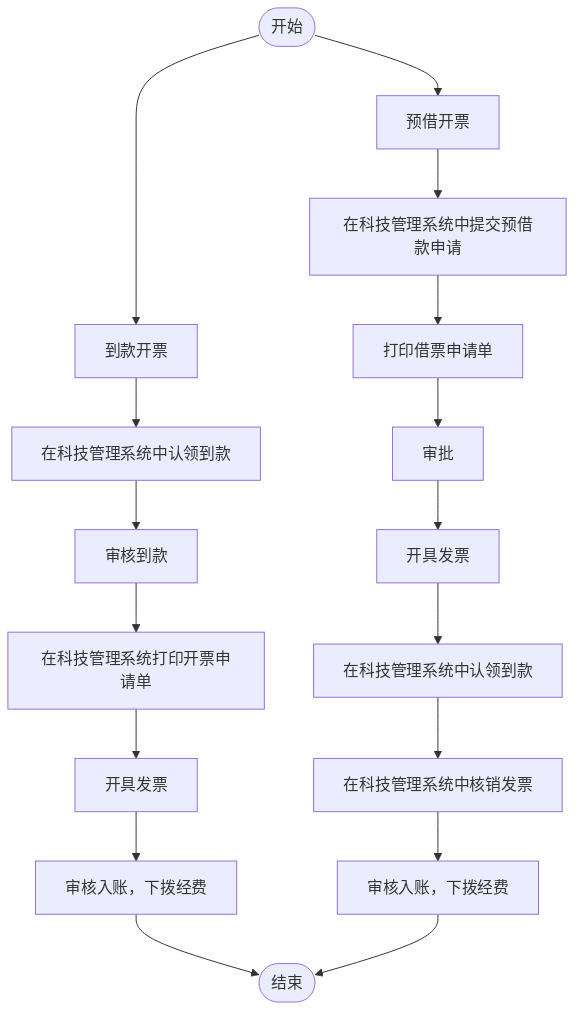 开始
预借开票
在科技管理系统中提交预借
款申请
到款开票
打印借票申请单
在科技管理系统中认领到款
审批
审核到款
开具发票
在科技管理系统打印开票申
请单
在科技管理系统中认领到款
开具发票
在科技管理系统中核销发票
审核入账，下拨经费
审核入账，下拨经费
结束